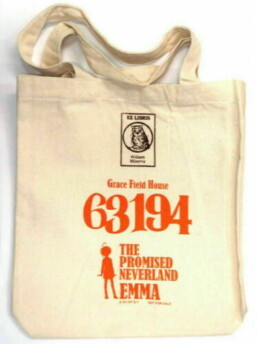 EX LIBRIS
William
Minerva
Grace Field House
63194
THE
PROMISED
NEVERLAND
EMMA